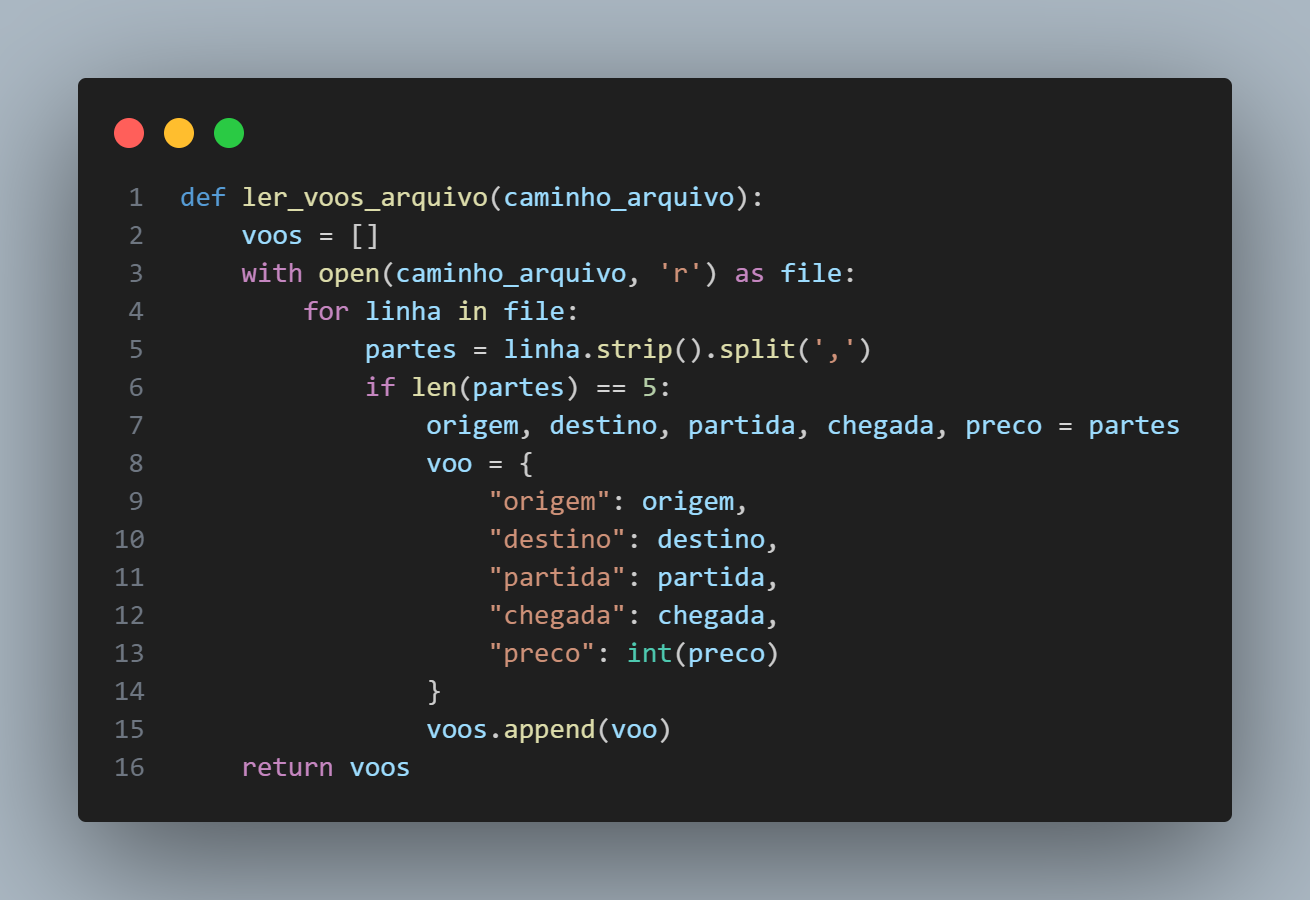 1 def ler_voos_arquivo(caminho_arquivo):
2     voos = []
3     with open(caminho_arquivo, 'r') as file:
4         for linha in file:
5             partes = linha.strip().split(',')
6             if len(partes) == 5:
7                 origem, destino, partida, chegada, preco = partes
8                 voo = {
9                     "origem": origem,
10                     "destino": destino,
11                     "partida": partida,
12                     "chegada": chegada,
13                     "preco": int(preco)
14                 }
15                 voos.append(voo)
16     return voos